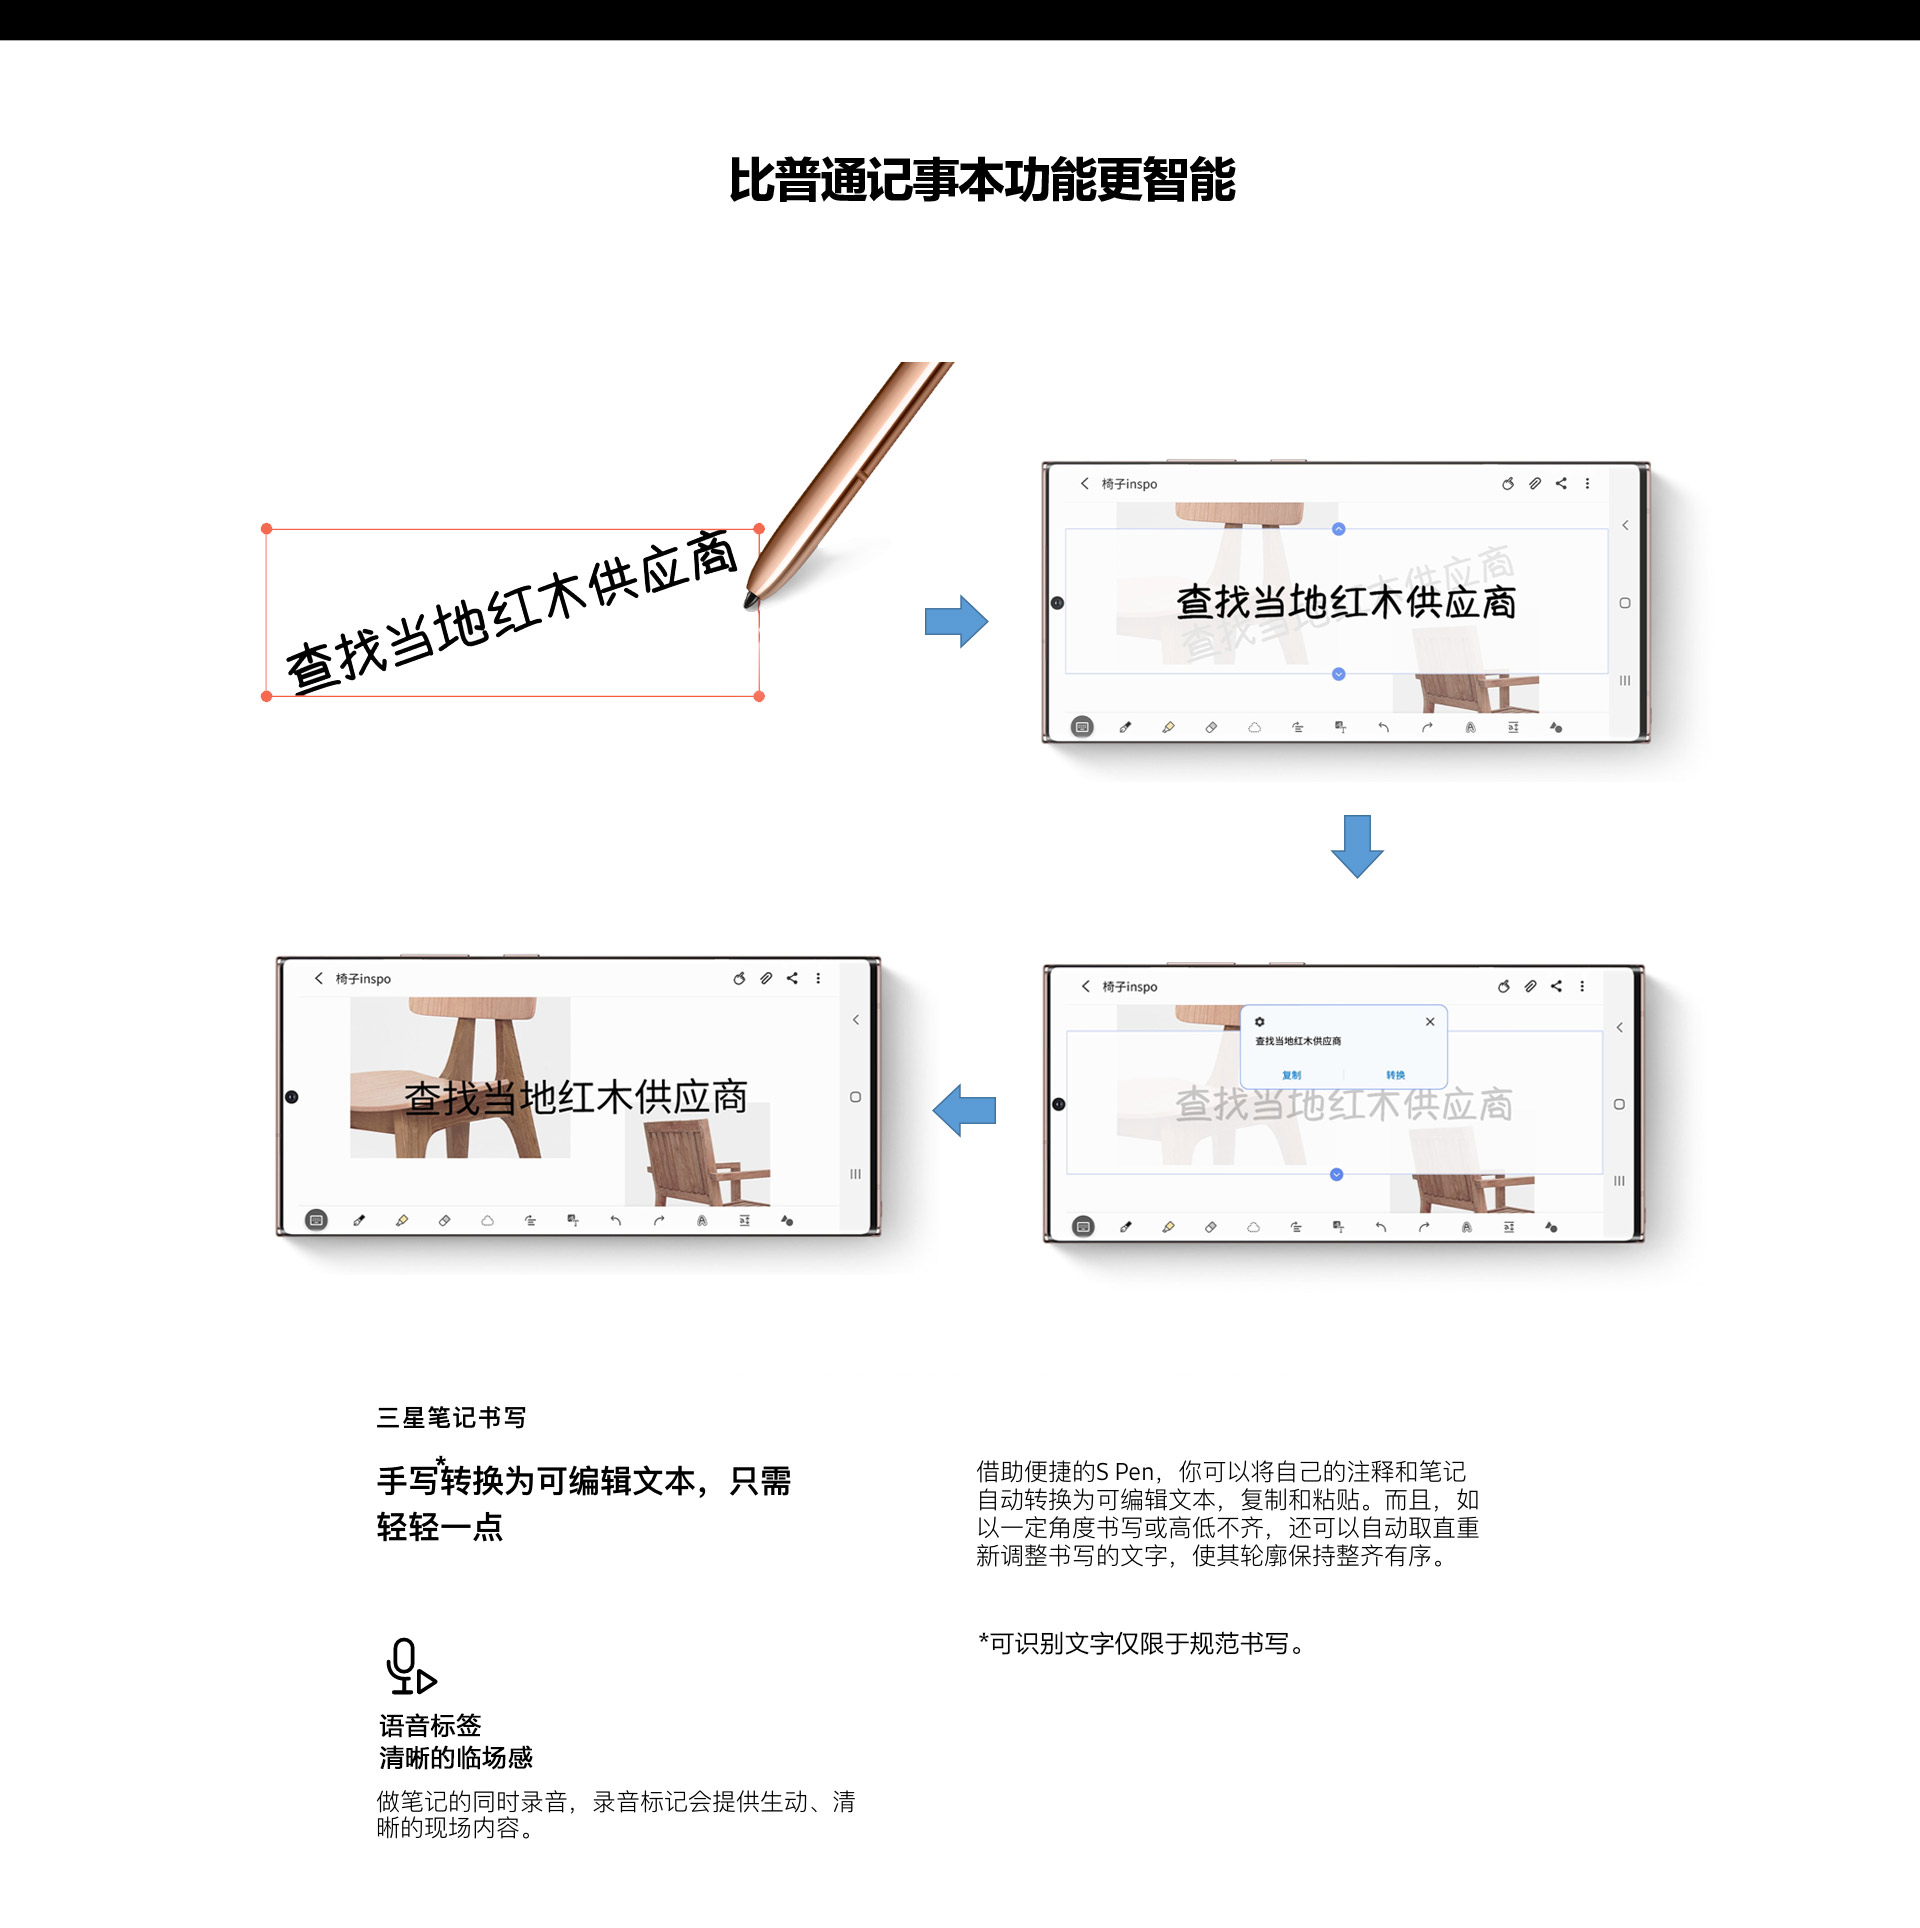 比普通记事本功能更智能
查找当地红木供应商
椅子inspo
查找当地红木供应商
查找当地红木供应商
椅子inspo
查找当地红木供应商
椅子inspo
查找当地红木供应商
复制 转换
查找当地红木供应商
三星笔记书写
手写*转换为可编辑文本，只需
轻轻一点
借助便捷的S Pen，你可以将自己的注释和笔记
自动转换为可编辑文本，复制和粘贴。而且，如
以一定角度书写或高低不齐，还可以自动取直重
新调整书写的文字，使其轮廓保持整齐有序。
*可识别文字仅限于规范书写。
语音标签
清晰的临场感
做笔记的同时录音，录音标记会提供生动、清
晰的现场内容。